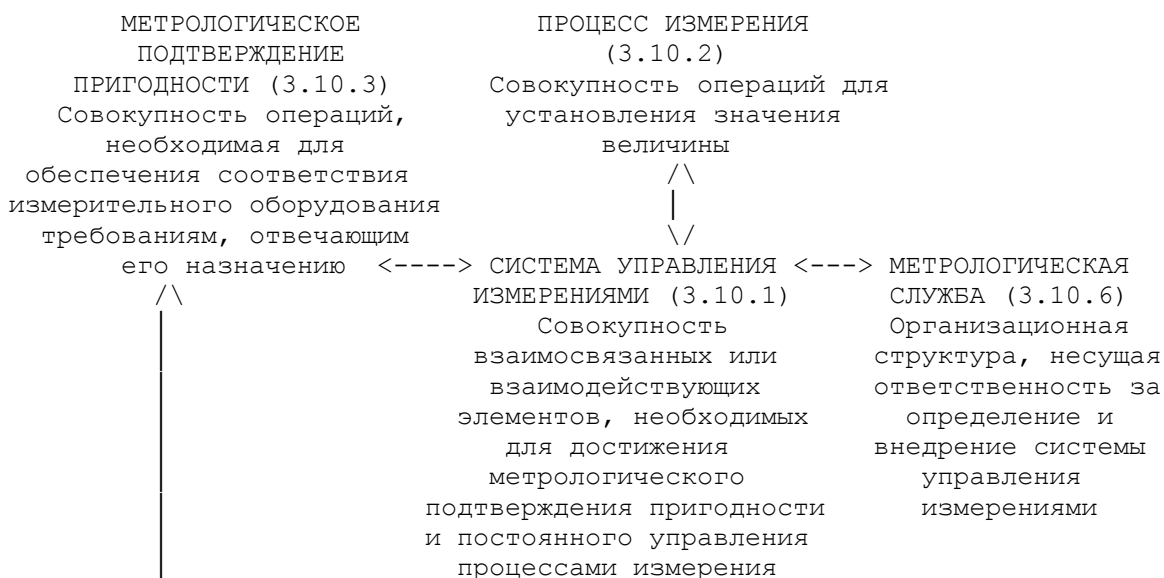 МЕТРОЛОГИЧЕСКОЕ
ПОДТВЕРЖДЕНИЕ
ПРИГОДНОСТИ (3.10.3)
Совокупность операций,
необходимая для
обеспечения соответствия
измерительного оборудования
требованиям, отвечающим
его назначению
ПРОЦЕСС ИЗМЕРЕНИЯ
(3.10.2)
Совокупность операций для
установления значения
величины
/\
|
\/
<----> СИСТЕМА УПРАВЛЕНИЯ <--->
ИЗМЕРЕНИЯМИ (3.10.1)
Совокупность
взаимосвязанных или
взаимодействующих
элементов, необходимых
для достижения
метрологического
подтверждения пригодности
и постоянного управления
процессами измерения
МЕТРОЛОГИЧЕСКАЯ
СЛУЖБА (3.10.6)
Организационная
структура, несущая
ответственность за
определение и
внедрение системы
управления
измерениями
/\
|